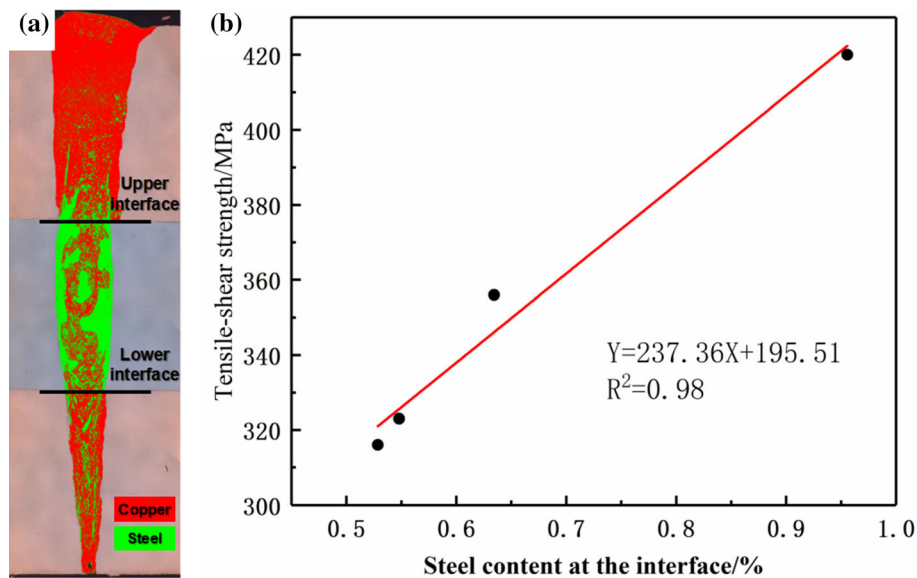 (a)
Upper
interface
Lower
interface
Copper
Steel
(b)
Tensile-shear strength/MPa
420
400
380
360
340
320
300
Y=237.36X+195.51
R²=0.98
0.5 0.6 0.7 0.8 0.9 1.0
Steel content at the interface/%